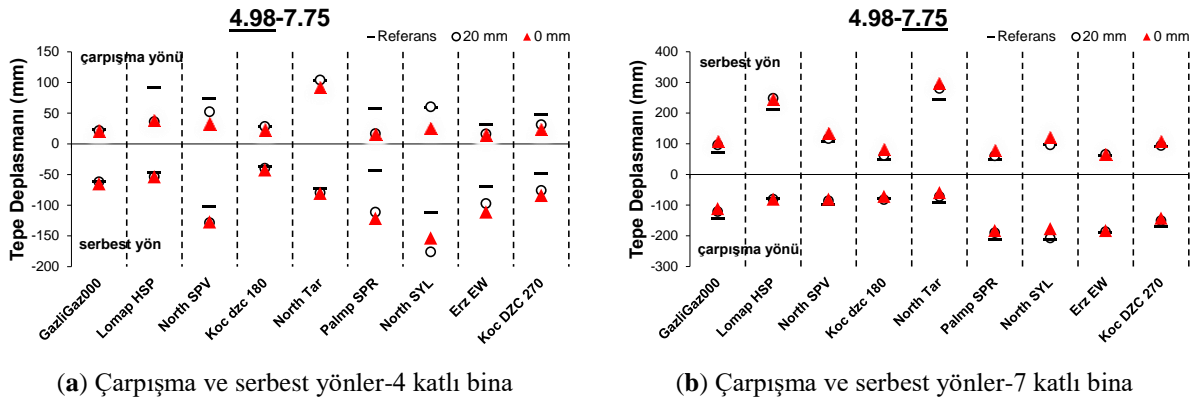 4.98-7.75
Referans 20 mm 0 mm
Tepe Deplasmanı (mm)
150
100
50
0
-50
-100
-150
-200
çarpışma yönü
serbest yön
GazliGaz000
Lomap HSP
North SPV
Koc dzc 180
North Tar
Palmp SPR
North SYL
Erz EW
Koc DZC 270
(a) Çarpışma ve serbest yönler-4 katlı bina
4.98-7.75
Referans 20 mm 0 mm
Tepe Deplasmanı (mm)
400
300
200
100
0
-100
-200
-300
serbest yön
çarpışma yönü
GazliGaz000
Lomap HSP
North SPV
Koc dzc 180
North Tar
Palmp SPR
North SYL
Erz EW
Koc DZC 270
(b) Çarpışma ve serbest yönler-7 katlı bina